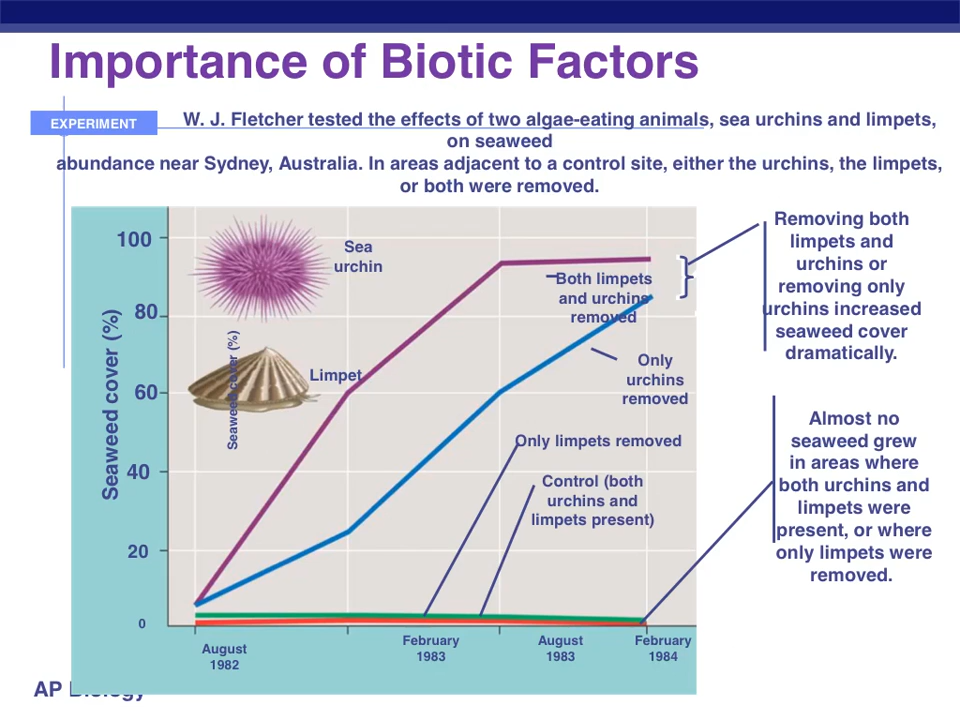 Importance of Biotic Factors
EXPERIMENT
W. J. Fletcher tested the effects of two algae-eating animals, sea urchins and limpets,
on seaweed
abundance near Sydney, Australia. In areas adjacent to a control site, either the urchins, the limpets,
or both were removed.
100
80
60
40
20
0
Seaweed cover (%)
Seaweed cover (%)
Sea
urchin
Limpet
Both limpets
and urchins
removed
Only
urchins
removed
Only limpets removed
Control (both
urchins and
limpets present)
August
1982
February
1983
August
1983
February
1984
Removing both
limpets and
urchins or
removing only
urchins increased
seaweed cover
dramatically.
Almost no
seaweed grew
in areas where
both urchins and
limpets were
present, or where
only limpets were
removed.
AP Biology